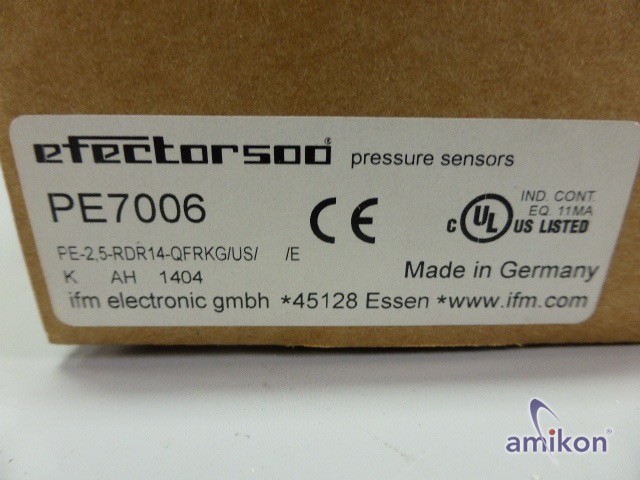 efector500® pressure sensors
PE7006
CE
C UL US LISTED
IND. CONT.
EQ. 11MA
PE-2,5-RDR14-QFRKG/US/ /E
K AH 1404
Made in Germany
ifm electronic gmbh *45128 Essen *www.ifm.com
amikon®